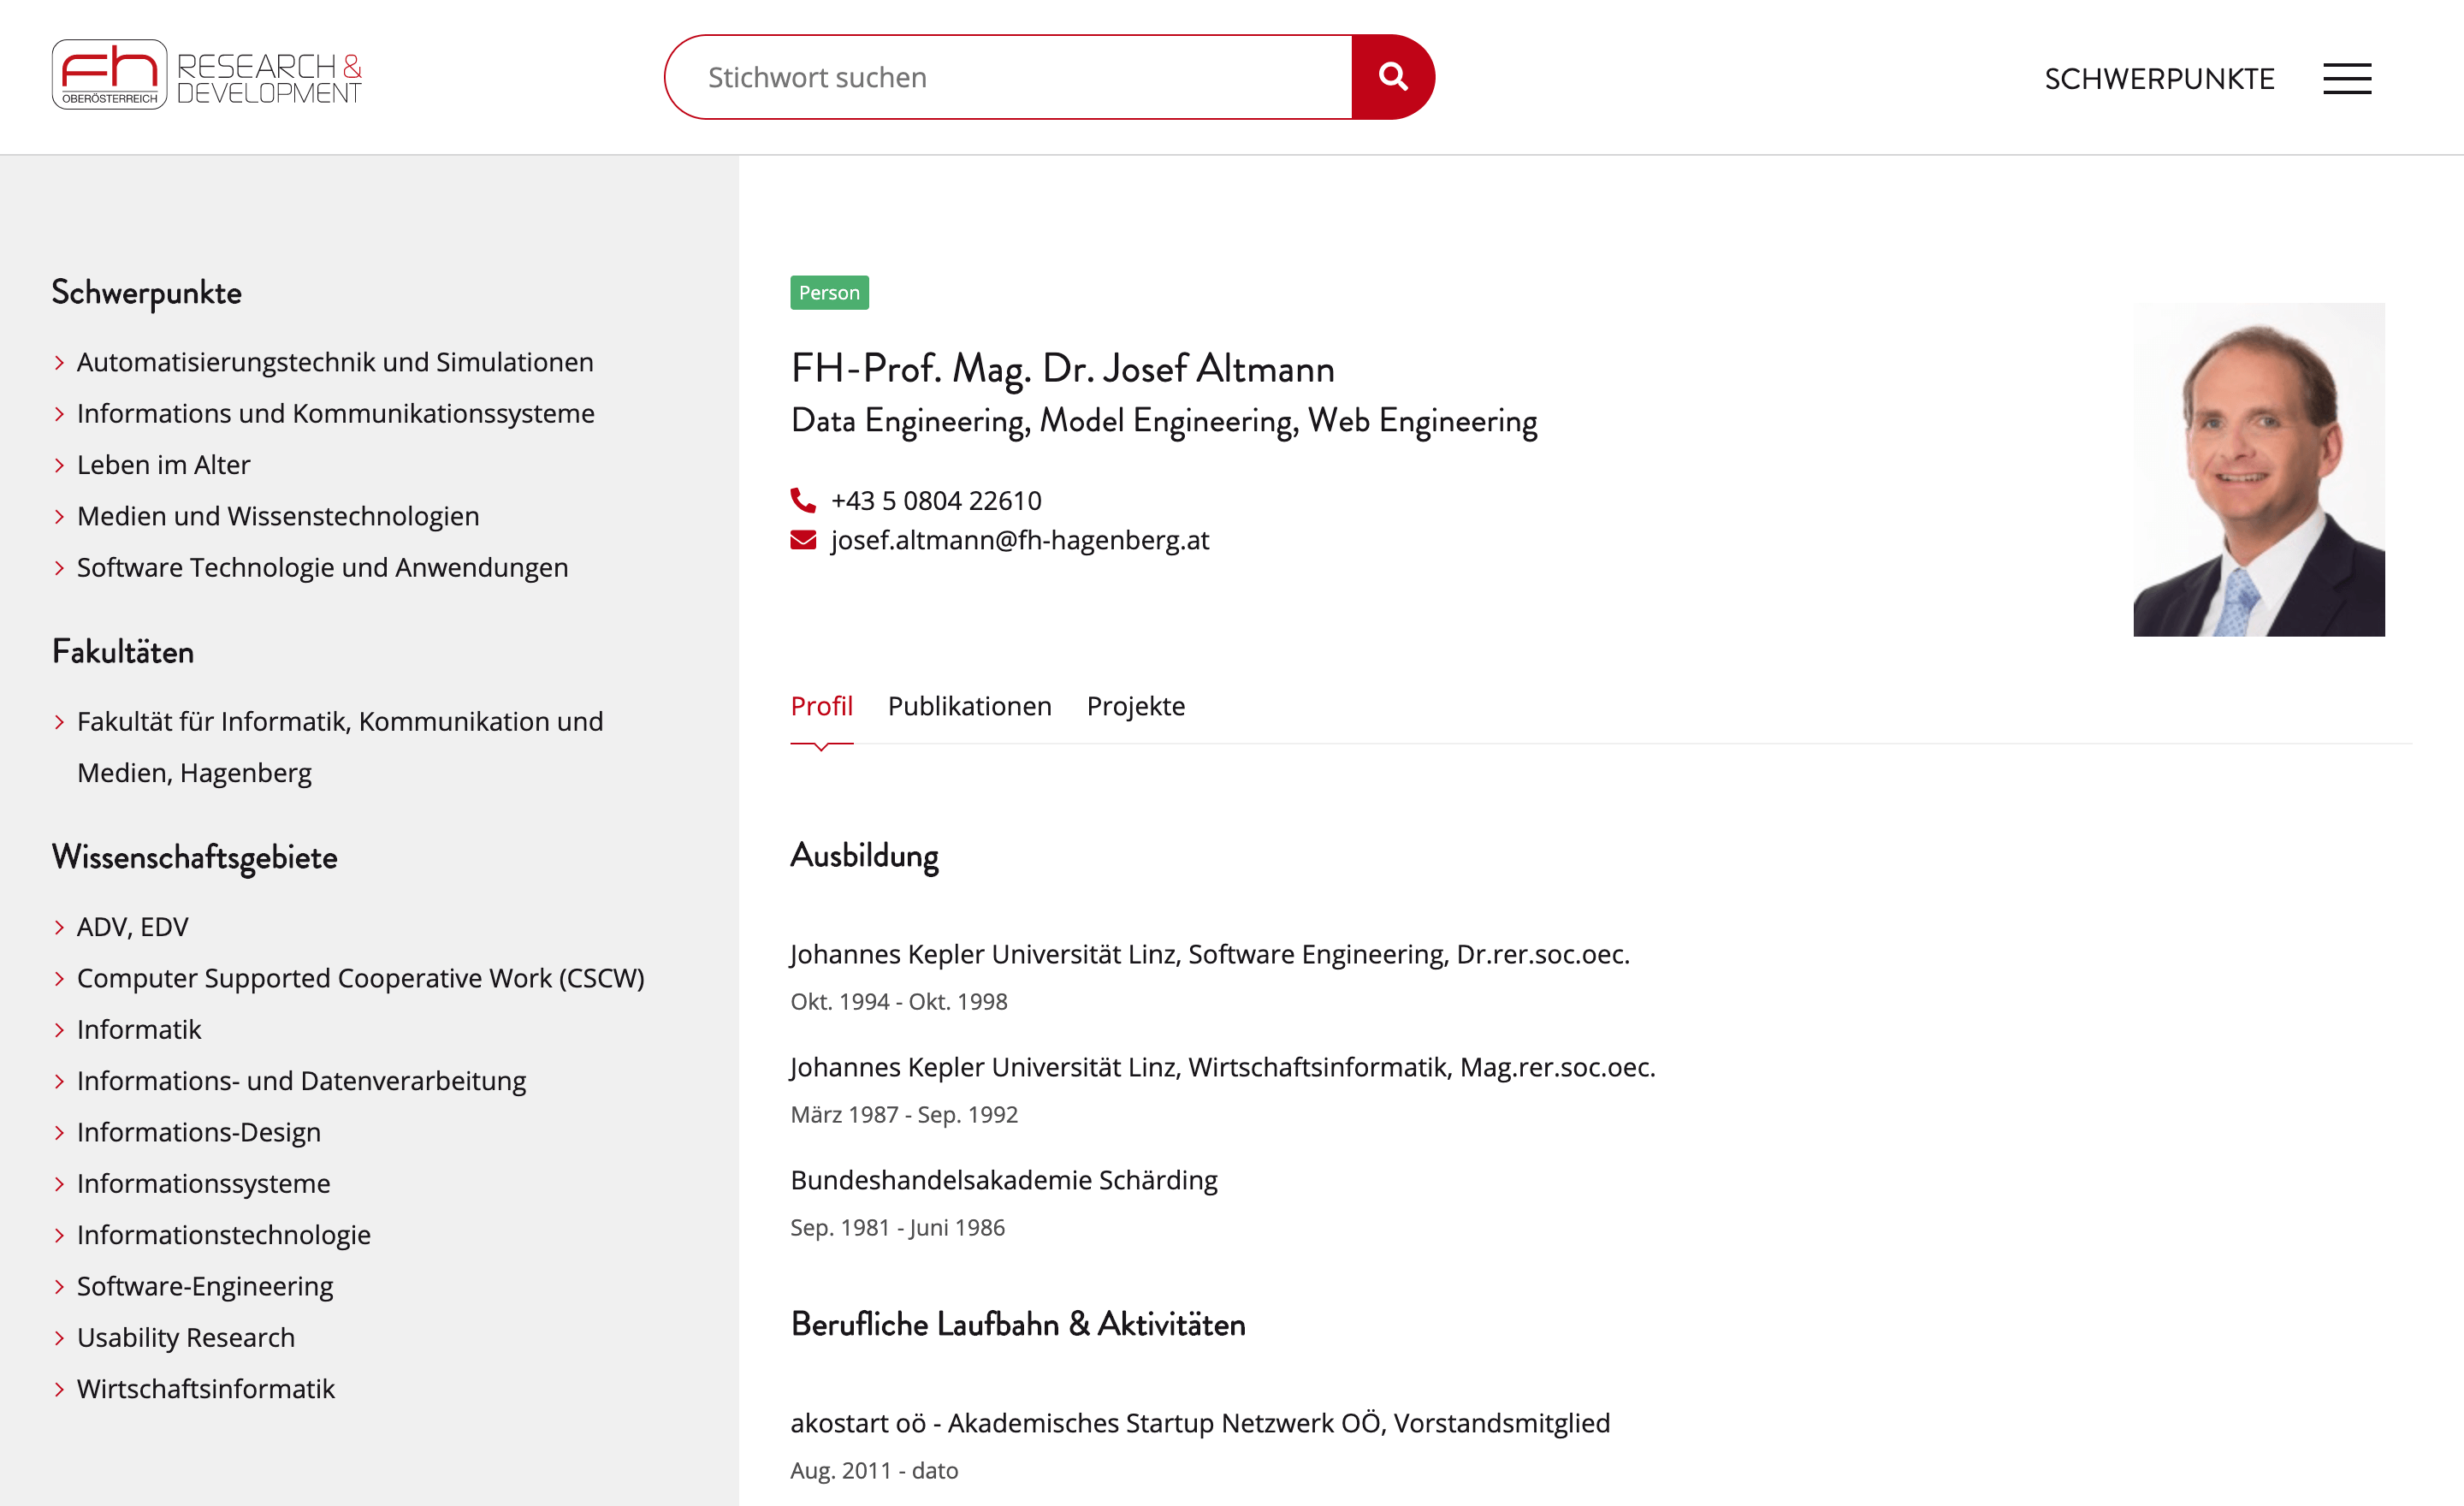 fh
OBERÖSTERREICH
RESEARCH &
DEVELOPMENT
Stichwort suchen
SCHWERPUNKTE
Schwerpunkte
Automatisierungstechnik und Simulationen
Informations und Kommunikationssysteme
Leben im Alter
Medien und Wissenstechnologien
Software Technologie und Anwendungen
Fakultäten
Fakultät für Informatik, Kommunikation und
Medien, Hagenberg
Wissenschaftsgebiete
ADV, EDV
Computer Supported Cooperative Work (CSCW)
Informatik
Informations- und Datenverarbeitung
Informations-Design
Informationssysteme
Informationstechnologie
Software-Engineering
Usability Research
Wirtschaftsinformatik
Person
FH-Prof. Mag. Dr. Josef Altmann
Data Engineering, Model Engineering, Web Engineering
+43 5 0804 22610
josef.altmann@fh-hagenberg.at
Profil Publikationen Projekte
Ausbildung
Johannes Kepler Universität Linz, Software Engineering, Dr.rer.soc.oec.
Okt. 1994 - Okt. 1998
Johannes Kepler Universität Linz, Wirtschaftsinformatik, Mag.rer.soc.oec.
März 1987 - Sep. 1992
Bundeshandelsakademie Schärding
Sep. 1981 - Juni 1986
Berufliche Laufbahn & Aktivitäten
akostart oö - Akademisches Startup Netzwerk OÖ, Vorstandsmitglied
Aug. 2011 - dato